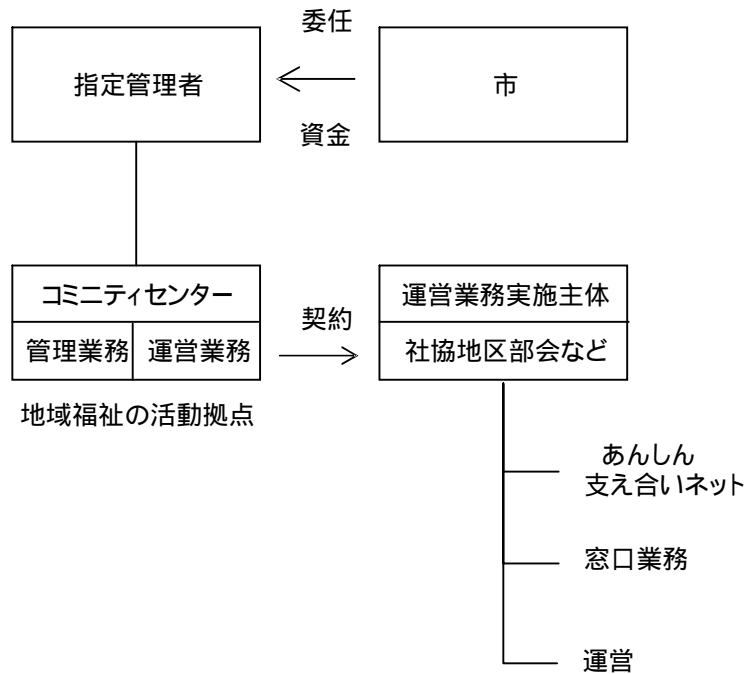 委任
指定管理者
市
資金
コミニティセンター
管理業務
運営業務
契約
運営業務実施主体
社協地区部会など
地域福祉の活動拠点
あんしん
支え合いネット
窓口業務
運営